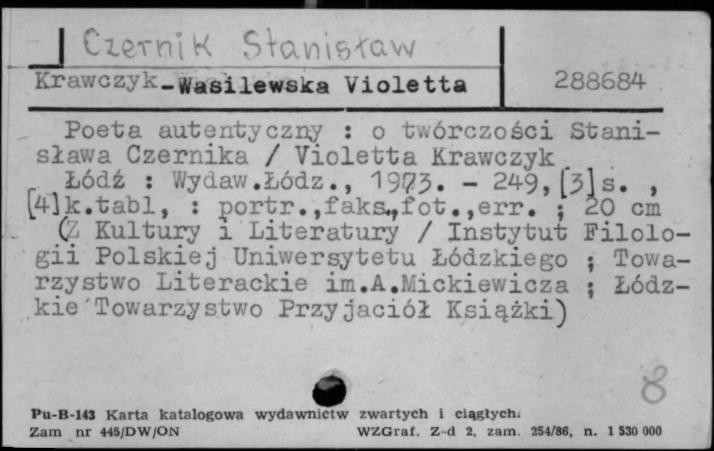 Czernik Stanisław
Krawczyk-Wasilewska Violetta 288684
Poeta autentyczny : o twórczości Stani-
sława Czernika / Violetta Krawczyk .
Łódź : Wydaw.Łódz., 1973. - 249,[3]s. ,
[4]k.tabl, : portr.,faks.,fot.,err. ; 20 cm
(Z Kultury i Literatury / Instytut Filolo-
gii Polskiej Uniwersytetu Łódzkiego ; Towa-
rzystwo Literackie im.A.Mickiewicza ; Łódz-
kie Towarzystwo Przyjaciół Książki)
8
Pu-B-143 Karta katalogowa wydawnictw zwartych i ciągłych.
Zam nr 445/DW/ON WZGraf. Z-d 2, zam. 254/86, n. 1 530 000